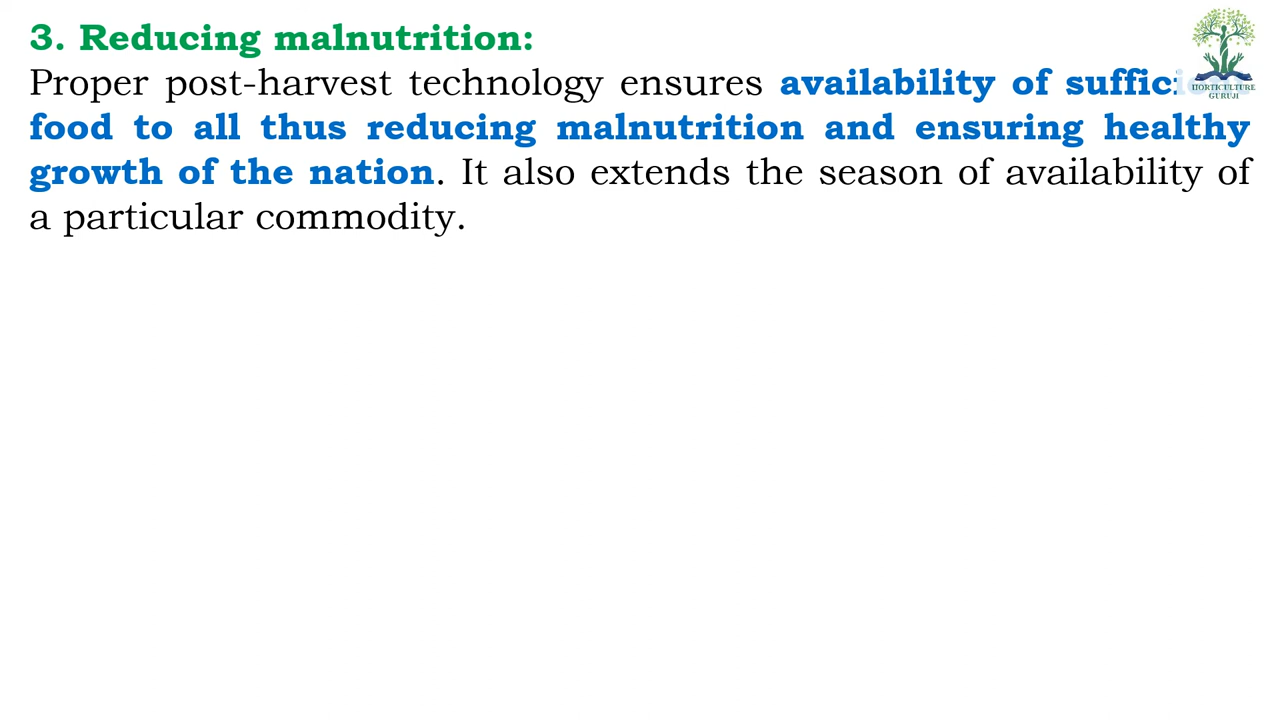 3. Reducing malnutrition:
Proper post-harvest technology ensures availability of
food to all thus reducing malnutrition and ensuring healthy
growth of the nation. It also extends the season of availability of
a particular commodity.
HORTICULTURE
GURUJI